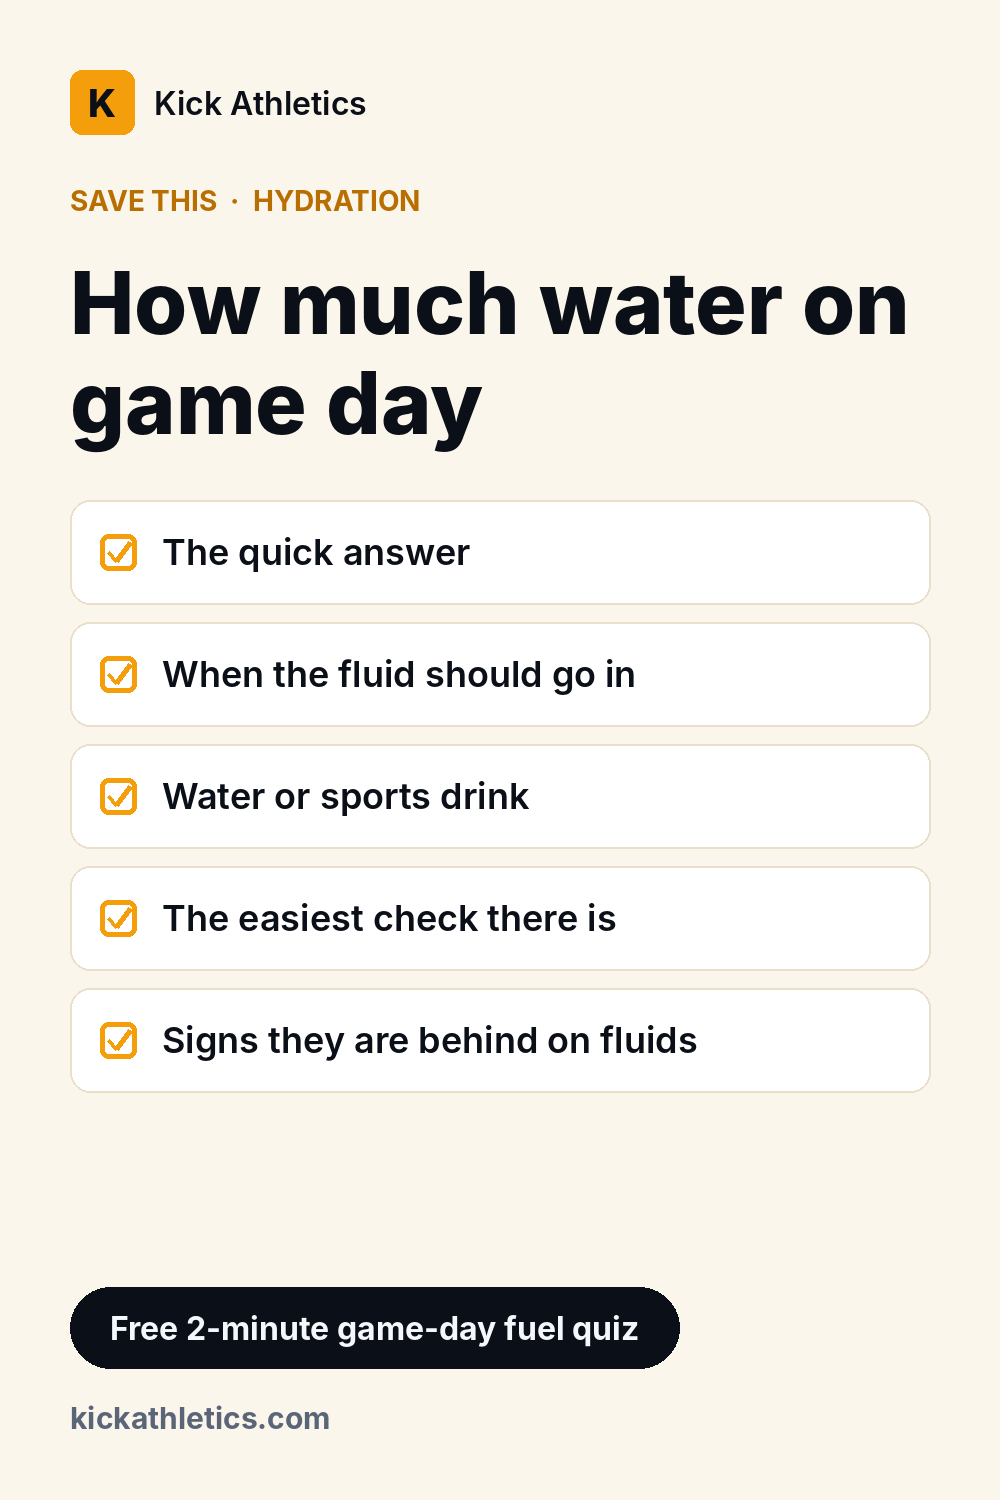 K
Kick Athletics
SAVE THIS · HYDRATION
How much water on
game day
The quick answer
When the fluid should go in
Water or sports drink
The easiest check there is
Signs they are behind on fluids
Free 2-minute game-day fuel quiz
kickathletics.com